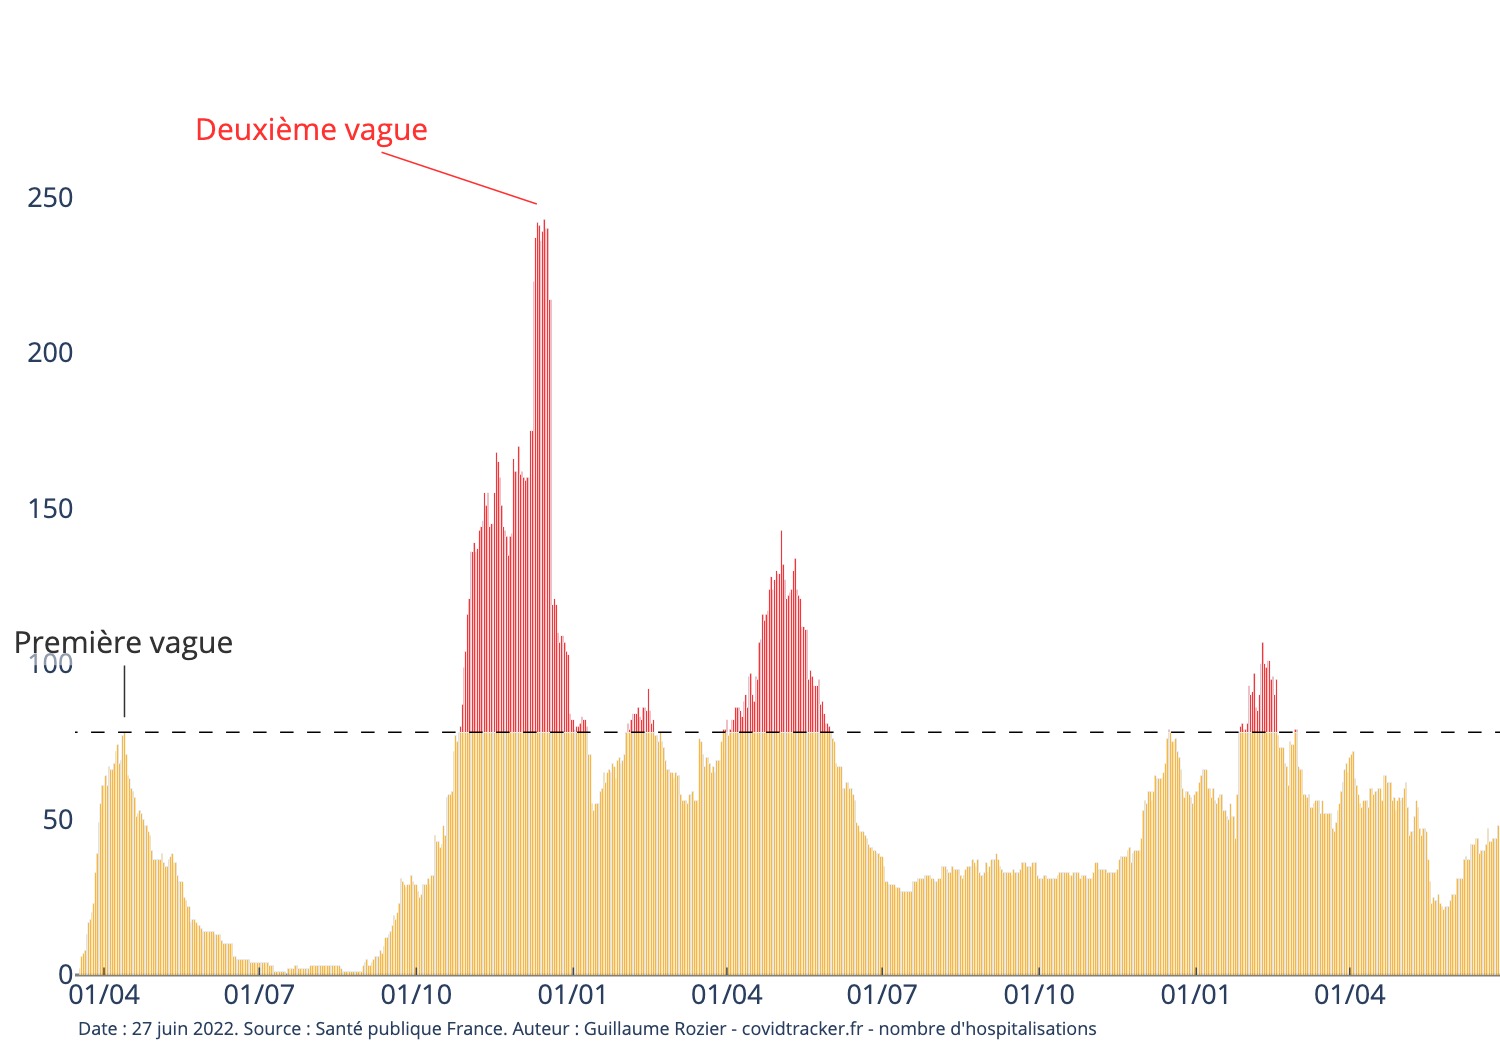 Deuxième vague
250
200
150
Première vague
100
50
0
01/04 01/07 01/10 01/01 01/04 01/07 01/10 01/01 01/04
Date : 27 juin 2022. Source : Santé publique France. Auteur : Guillaume Rozier - covidtracker.fr - nombre d'hospitalisations